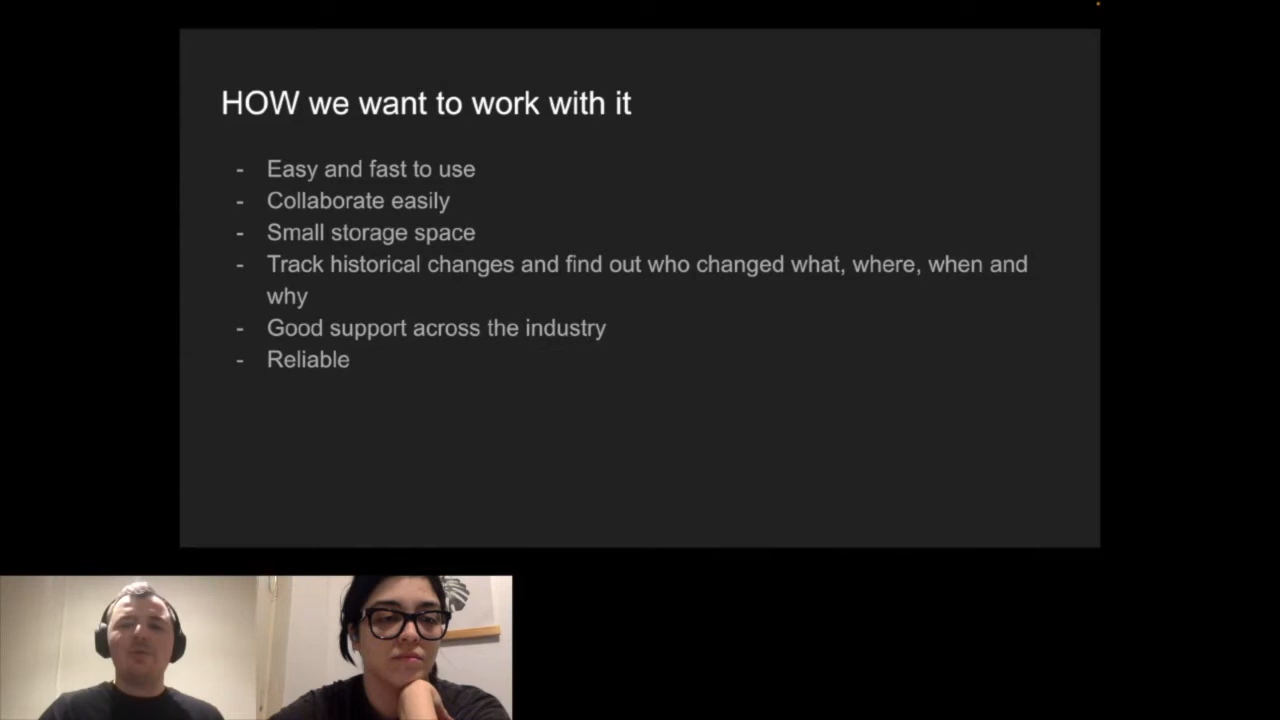 HOW we want to work with it
- Easy and fast to use
- Collaborate easily
- Small storage space
- Track historical changes and find out who changed what, where, when and
why
- Good support across the industry
- Reliable